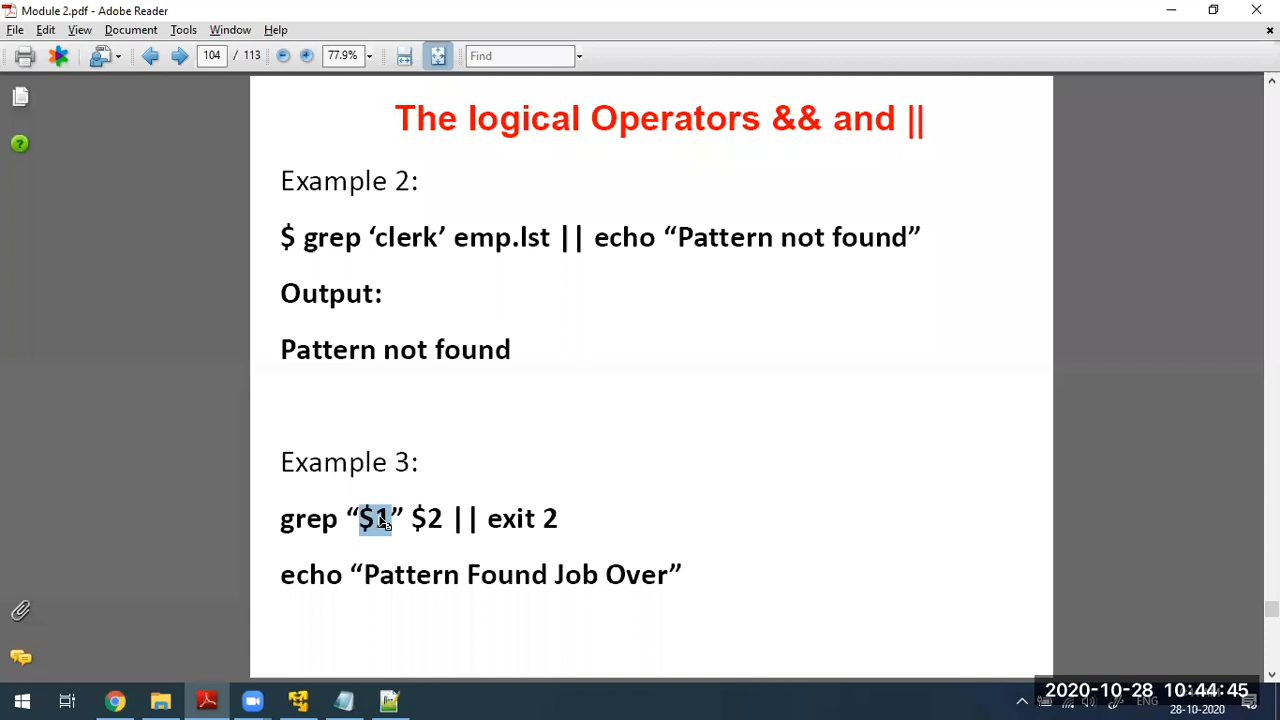 Module 2.pdf - Adobe Reader
File Edit View Document Tools Window Help
104 / 113 77.9% Find
The logical Operators && and ||
Example 2:
$ grep ‘clerk’ emp.lst || echo “Pattern not found”
Output:
Pattern not found
Example 3:
grep “$1” $2 || exit 2
echo “Pattern Found Job Over”
2020-10-28 10:44:45
ENG
28-10-2020